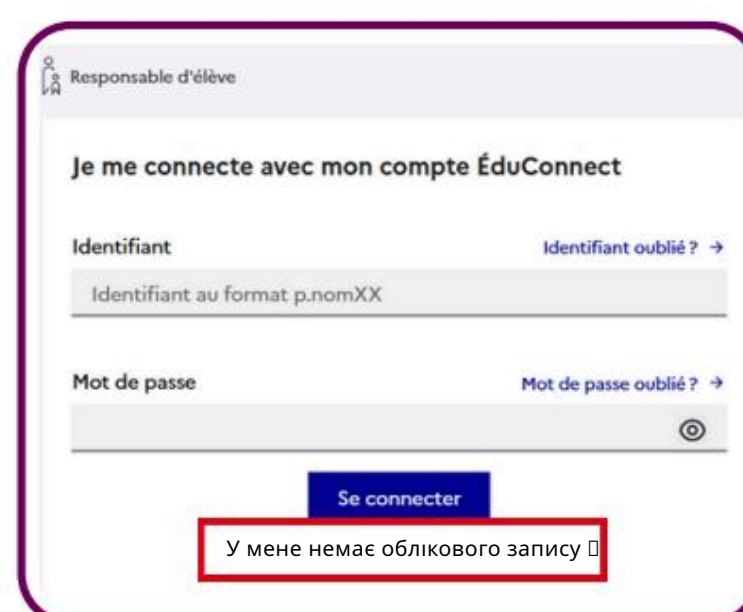 Responsable d'élève
Je me connecte avec mon compte ÉduConnect
Identifiant Identifiant oublié ? →
Identifiant au format p.nomXX
Mot de passe Mot de passe oublié ? →
Se connecter
У мене немає облікового запису